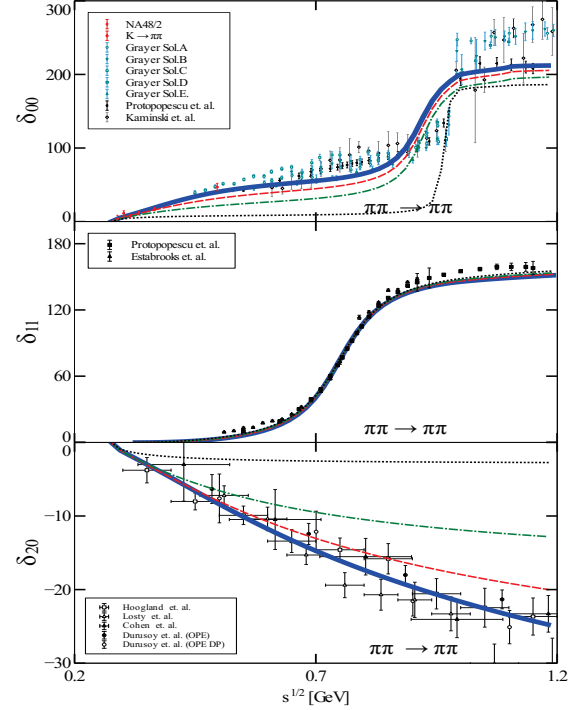 300
200
100
0
δ00
NA48/2
K → ππ
Grayer Sol.A
Grayer Sol.B
Grayer Sol.C
Grayer Sol.D
Grayer Sol.E.
Protopopescu et. al.
Kaminski et. al.
ππ → ππ
180
120
60
0
δ11
Protopopescu et. al.
Estabrooks et. al.
ππ → ππ
0
−10
−20
−30
δ20
Hoogland et. al.
Losty et. al.
Cohen et. al.
Durusoy et. al. (OPE)
Durusoy et. al. (OPE DP)
ππ → ππ
0.2
0.7
1.2
s1/2 [GeV]